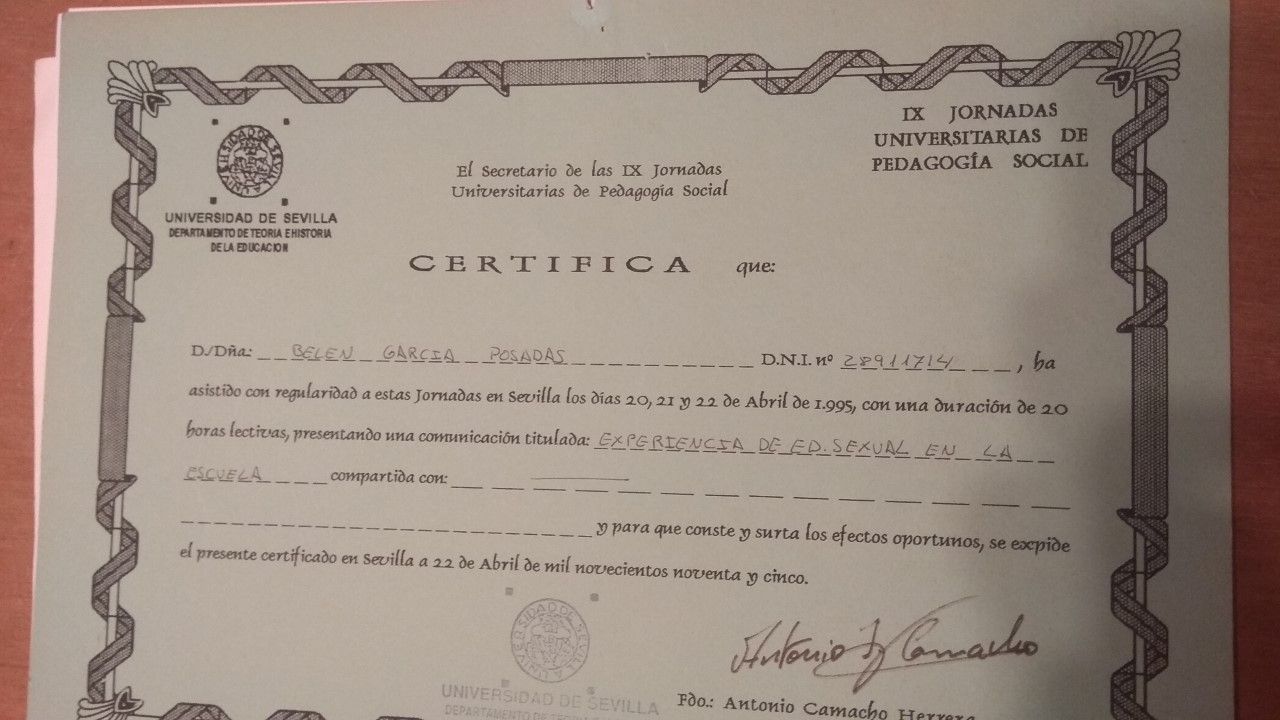 IX JORNADAS
UNIVERSITARIAS DE
PEDAGOGÍA SOCIAL
UNIVERSIDAD DE SEVILLA
DEPARTAMENTO DE TEORIA E HISTORIA
DE LA EDUCACION
El Secretario de las IX Jornadas
Universitarias de Pedagogía Social
CERTIFICA que:
D./Dña: BELEN GARCIA POSADAS D.N.I. nº 28911714, ha
asistido con regularidad a estas Jornadas en Sevilla los días 20, 21 y 22 de Abril de 1.995, con una duración de 20
horas lectivas, presentando una comunicación titulada: EXPERIENCIA DE ED. SEXUAL EN LA
ESCUELA compartida con:
y para que conste y surta los efectos oportunos, se excpide
el presente certificado en Sevilla a 22 de Abril de mil novecientos noventa y cinco.
UNIVERSIDAD DE SEVILLA
Antonio Camacho
Fdo.: Antonio Camacho Herrera